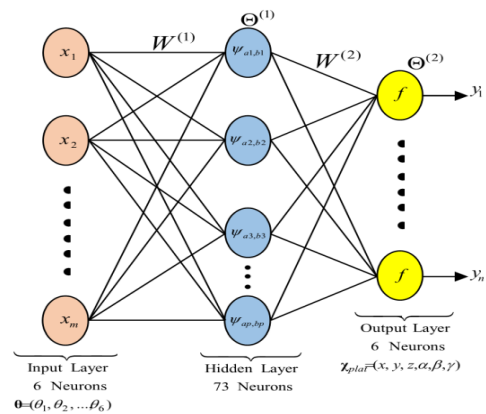 Θ^(1)
x_1
W^(1)
ψ_a1,b1
W^(2)
Θ^(2)
f
y_1
x_2
ψ_a2,b2
ψ_a3,b3
f
y_n
x_m
ψ_ap,bp
Input Layer
6 Neurons
θ=(θ_1, θ_2, ...,θ_6)
Hidden Layer
73 Neurons
Output Layer
6 Neurons
χ_plat=(x, y, z, α, β, γ)